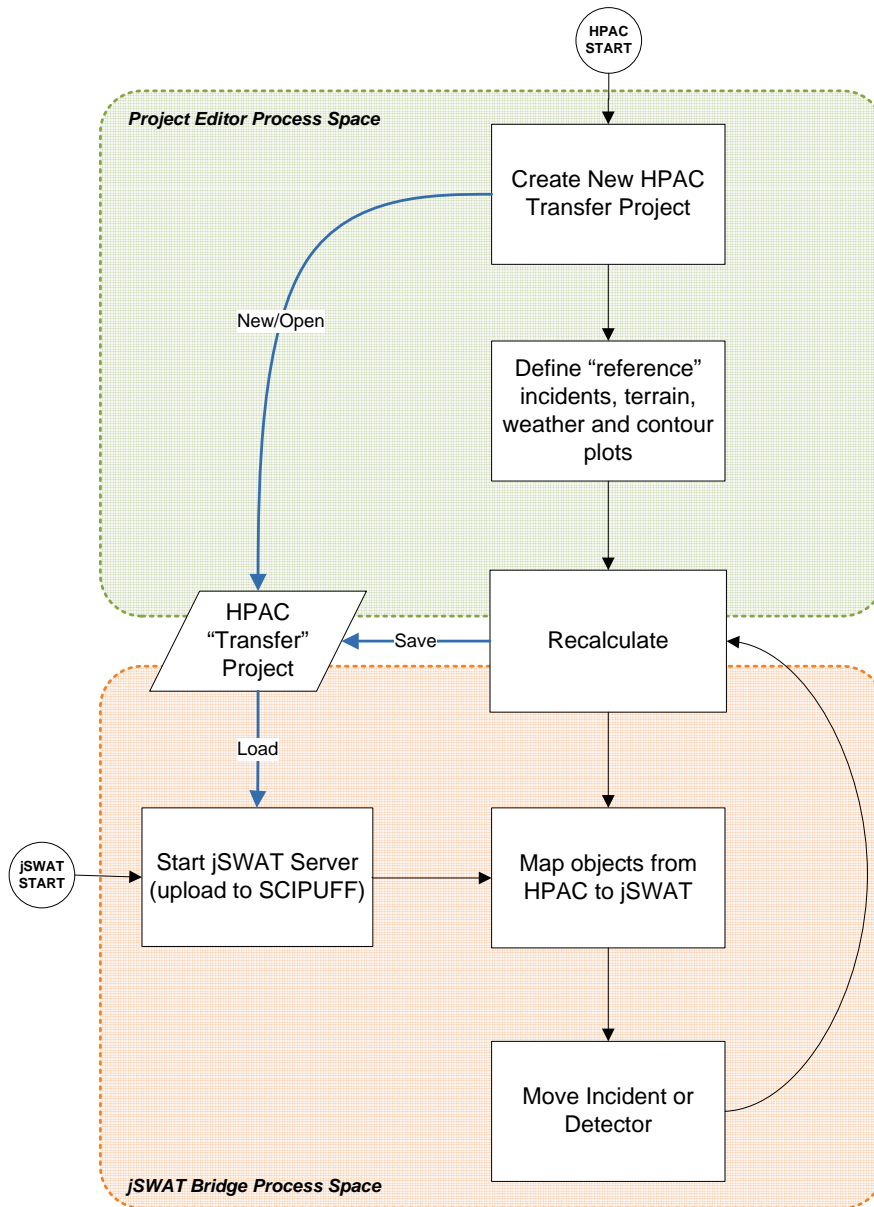 HPAC
START
Project Editor Process Space
Create New HPAC
Transfer Project
New/Open
Define “reference”
incidents, terrain,
weather and contour
plots
HPAC
“Transfer”
Project
Save
Recalculate
Load
jSWAT
START
Start jSWAT Server
(upload to SCIPUFF)
Map objects from
HPAC to jSWAT
Move Incident or
Detector
jSWAT Bridge Process Space